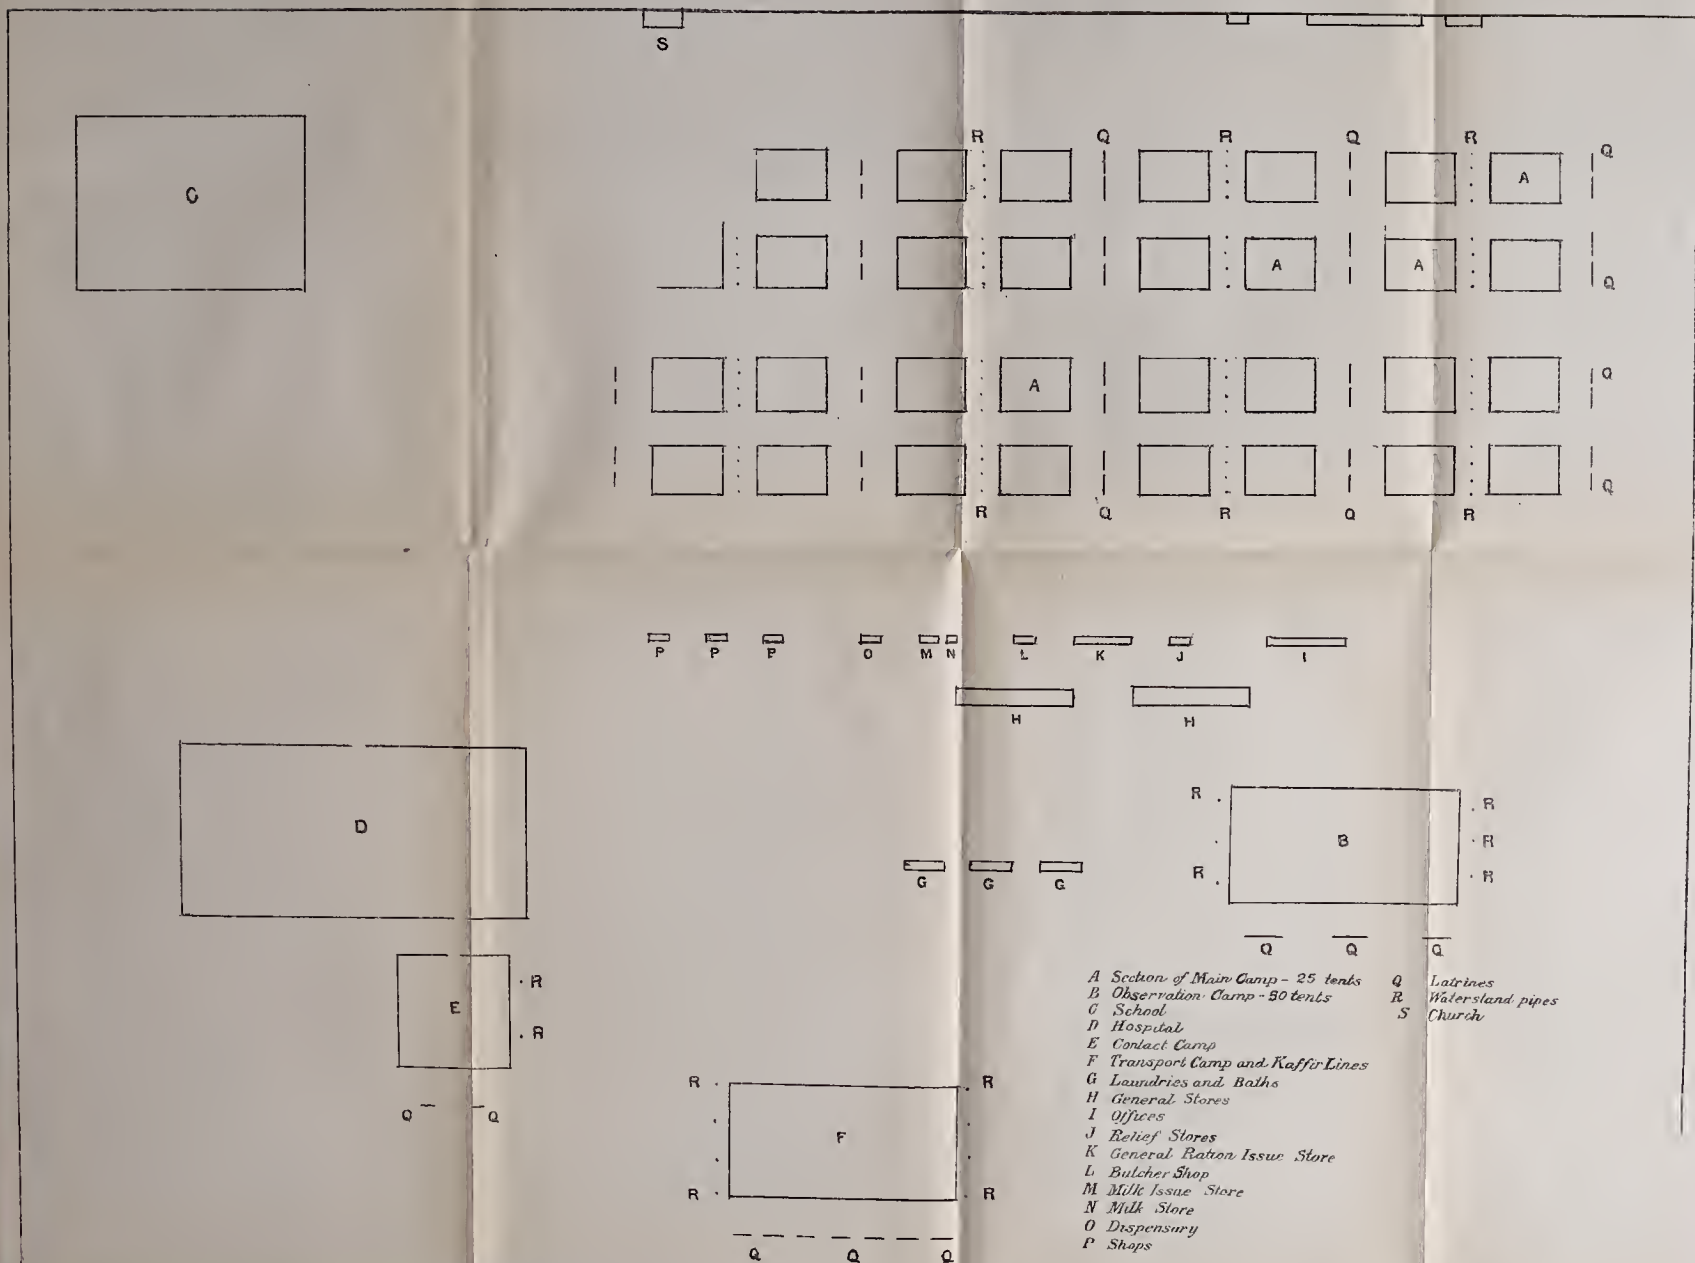 S
R Q R Q R Q
C
A
A A Q
A Q
Q
R Q R Q R
P P P O M N L K J I
H H
R R
D B R
R R
G G G
Q Q Q
E R
R
Q Q
R R
F
R R
Q Q Q
A Section of Main Camp - 25 tents
B Observation Camp - 50 tents
C School
D Hospital
E Contact Camp
F Transport Camp and Kaffir Lines
G Laundries and Baths
H General Stores
I Offices
J Relief Stores
K General Ration Issue Store
L Butcher Shop
M Milk Issue Store
N Milk Store
O Dispensary
P Shops
Q Latrines
R Waterstand pipes
S Church